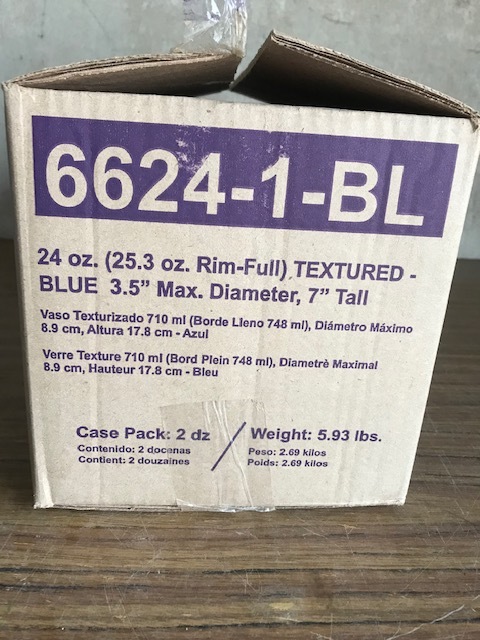 6624-1-BL
24 oz. (25.3 oz. Rim-Full) TEXTURED -
BLUE 3.5" Max. Diameter, 7" Tall
Vaso Texturizado 710 ml (Borde Lleno 748 ml), Diámetro Máximo
8.9 cm, Altura 17.8 cm - Azul
Verre Texture 710 ml (Bord Plein 748 ml), Diametrè Maximal
8.9 cm, Hauteur 17.8 cm - Bleu
Case Pack: 2 dz / Weight: 5.93 lbs.
Contenido: 2 docenas Peso: 2.69 kilos
Contient: 2 douzaines Poids: 2.69 kilos